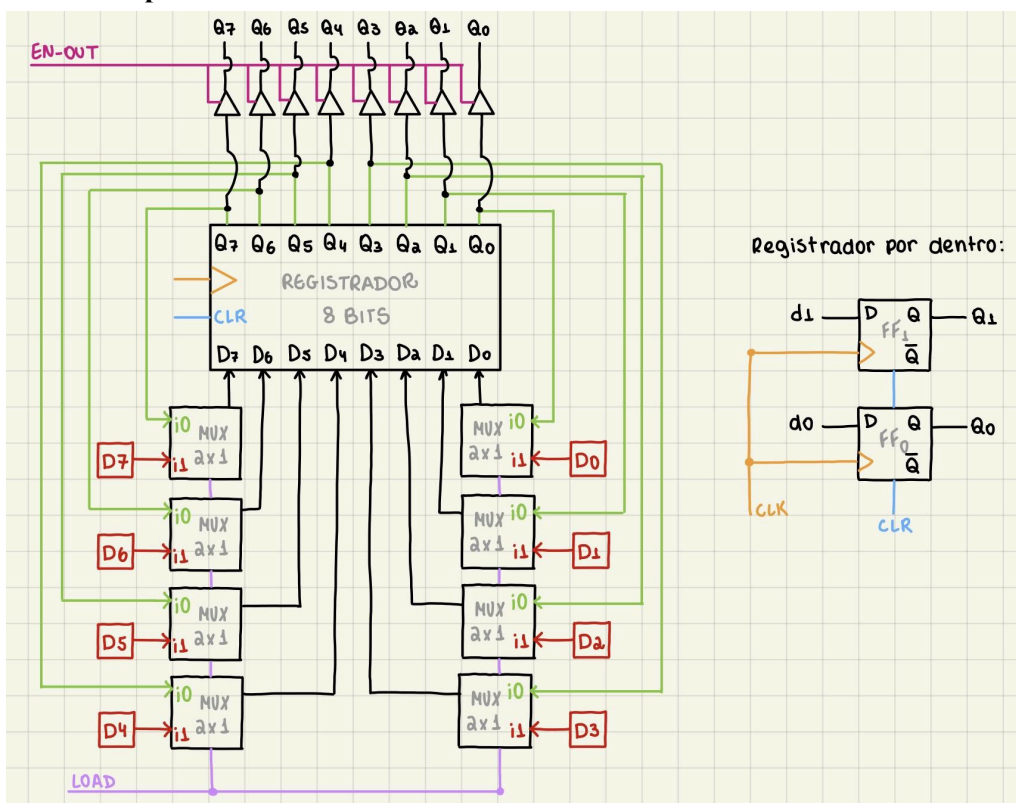 Q7 Q6 Q5 Q4 Q3 Q2 Q1 Q0
EN-OUT
Q7 Q6 Q5 Q4 Q3 Q2 Q1 Q0
REGISTRADOR
8 BITS
CLR
D7 D6 D5 D4 D3 D2 D1 D0
i0 MUX
2x1
D7 i1
MUX i0
2x1
i1 D0
i0 MUX
2x1
D6 i1
MUX i0
2x1
i1 D1
i0 MUX
2x1
D5 i1
MUX i0
2x1
i1 D2
i0 MUX
2x1
D4 i1
MUX i0
2x1
i1 D3
LOAD
Registrador por dentro:
d1 D Q Q1
FF1
Q̅
d0 D Q Q0
FF0
Q̅
CLK
CLR